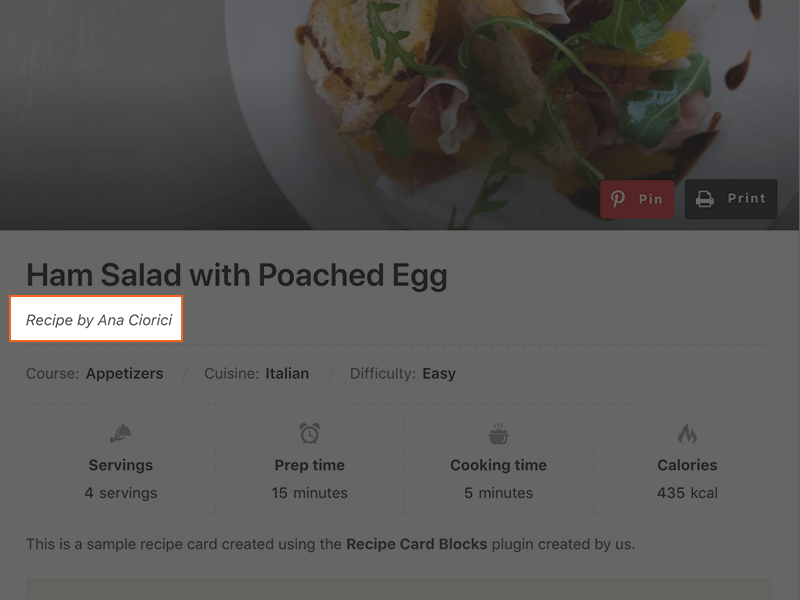 Pin Print
Ham Salad with Poached Egg
Recipe by Ana Ciorici
Course: Appetizers / Cuisine: Italian / Difficulty: Easy
Servings Prep time Cooking time Calories
4 servings 15 minutes 5 minutes 435 kcal
This is a sample recipe card created using the Recipe Card Blocks plugin created by us.